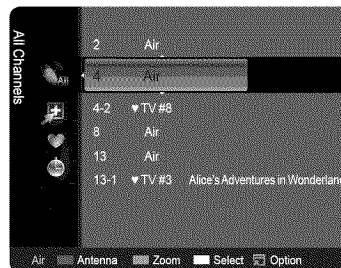 All Channels
2 Air
All
4 Air
4-2 ♥ TV #8
8 Air
13 Air
13-1 ♥ TV #3 Alice's Adventures in Wonderlan
Air Antenna Zoom Select Option